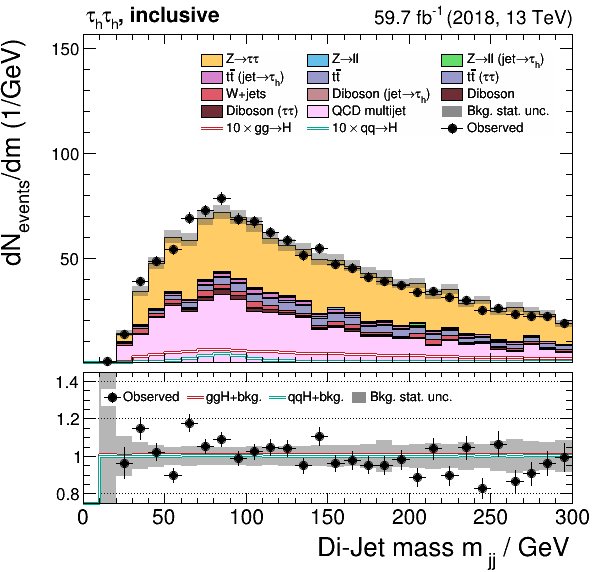 τₕτₕ, inclusive
59.7 fb⁻¹ (2018, 13 TeV)
dN_events/dm (1/GeV)
150
100
50
Z→ττ
Z→ll
Z→ll (jet→τₕ)
tt̄ (jet→τₕ)
tt̄
tt̄ (ττ)
W+jets
Diboson (jet→τₕ)
Diboson
Diboson (ττ)
QCD multijet
Bkg. stat. unc.
10 × gg→H
10 × qq→H
Observed
1.4
1.2
1
0.8
Observed
ggH+bkg.
qqH+bkg.
Bkg. stat. unc.
0 50 100 150 200 250 300
Di-Jet mass m_jj / GeV